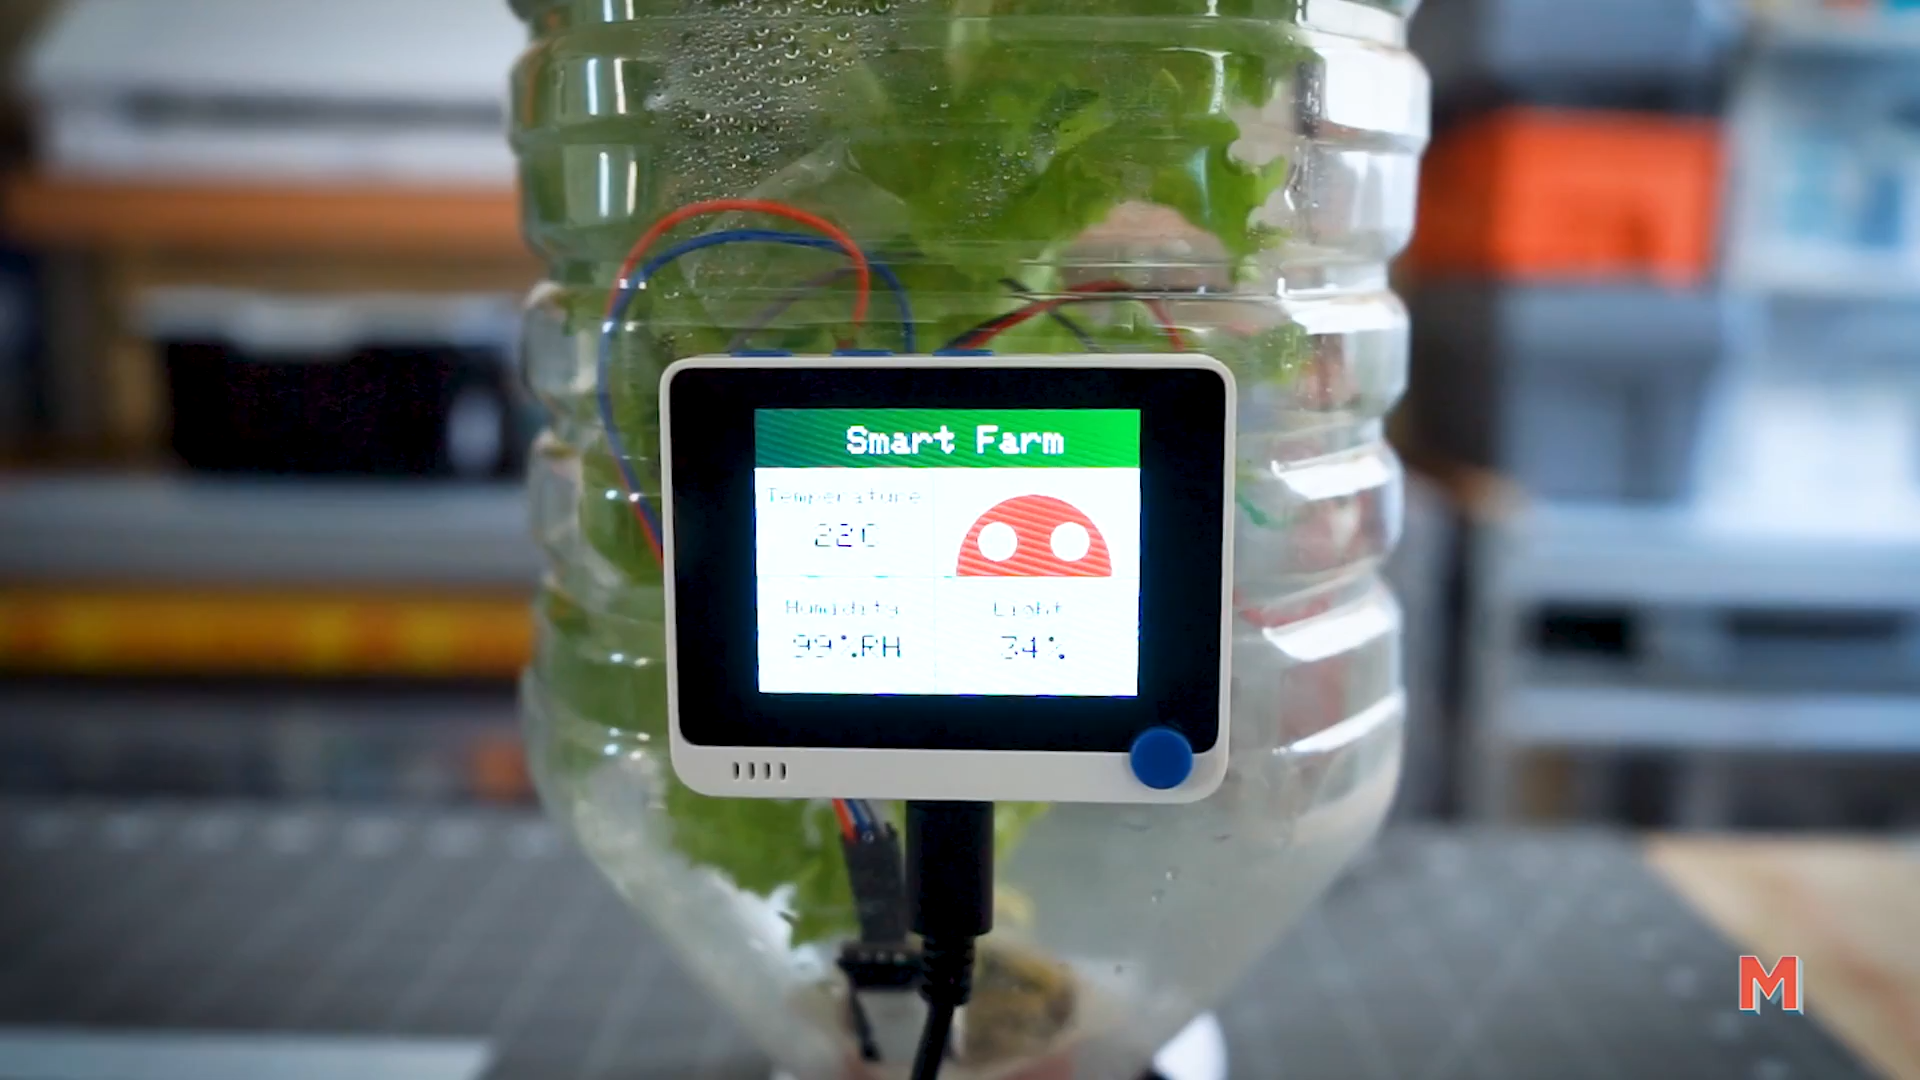 Smart Farm
Temperature
22C
Humidity
99%RH
Light
34%
M